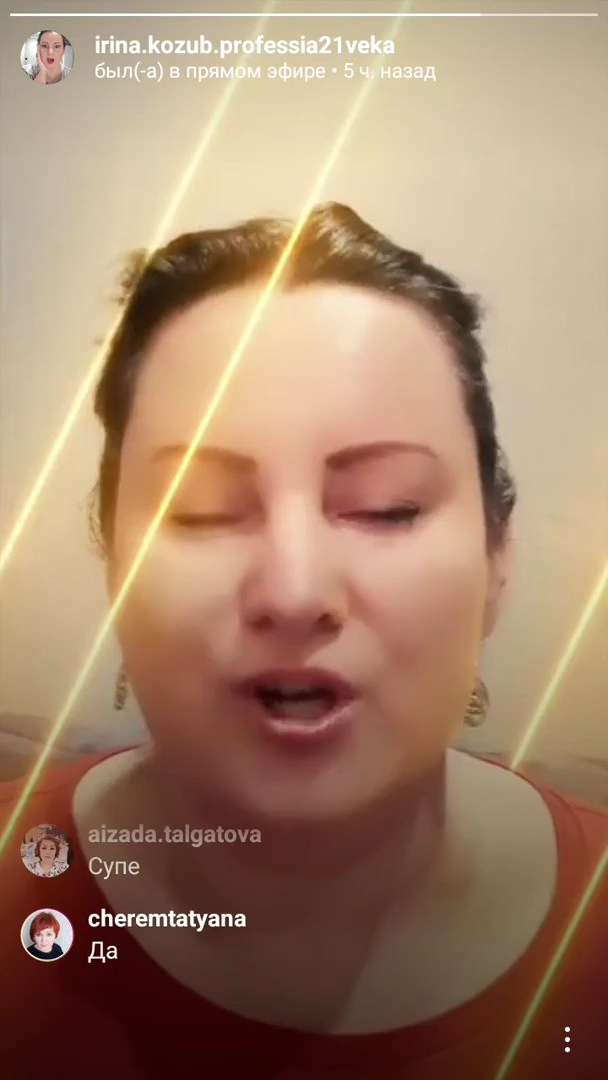 irina.kozub.professia21veka
был(-а) в прямом эфире • 5 ч. назад
aizada.talgatova
Супе
cheremtatyana
Да